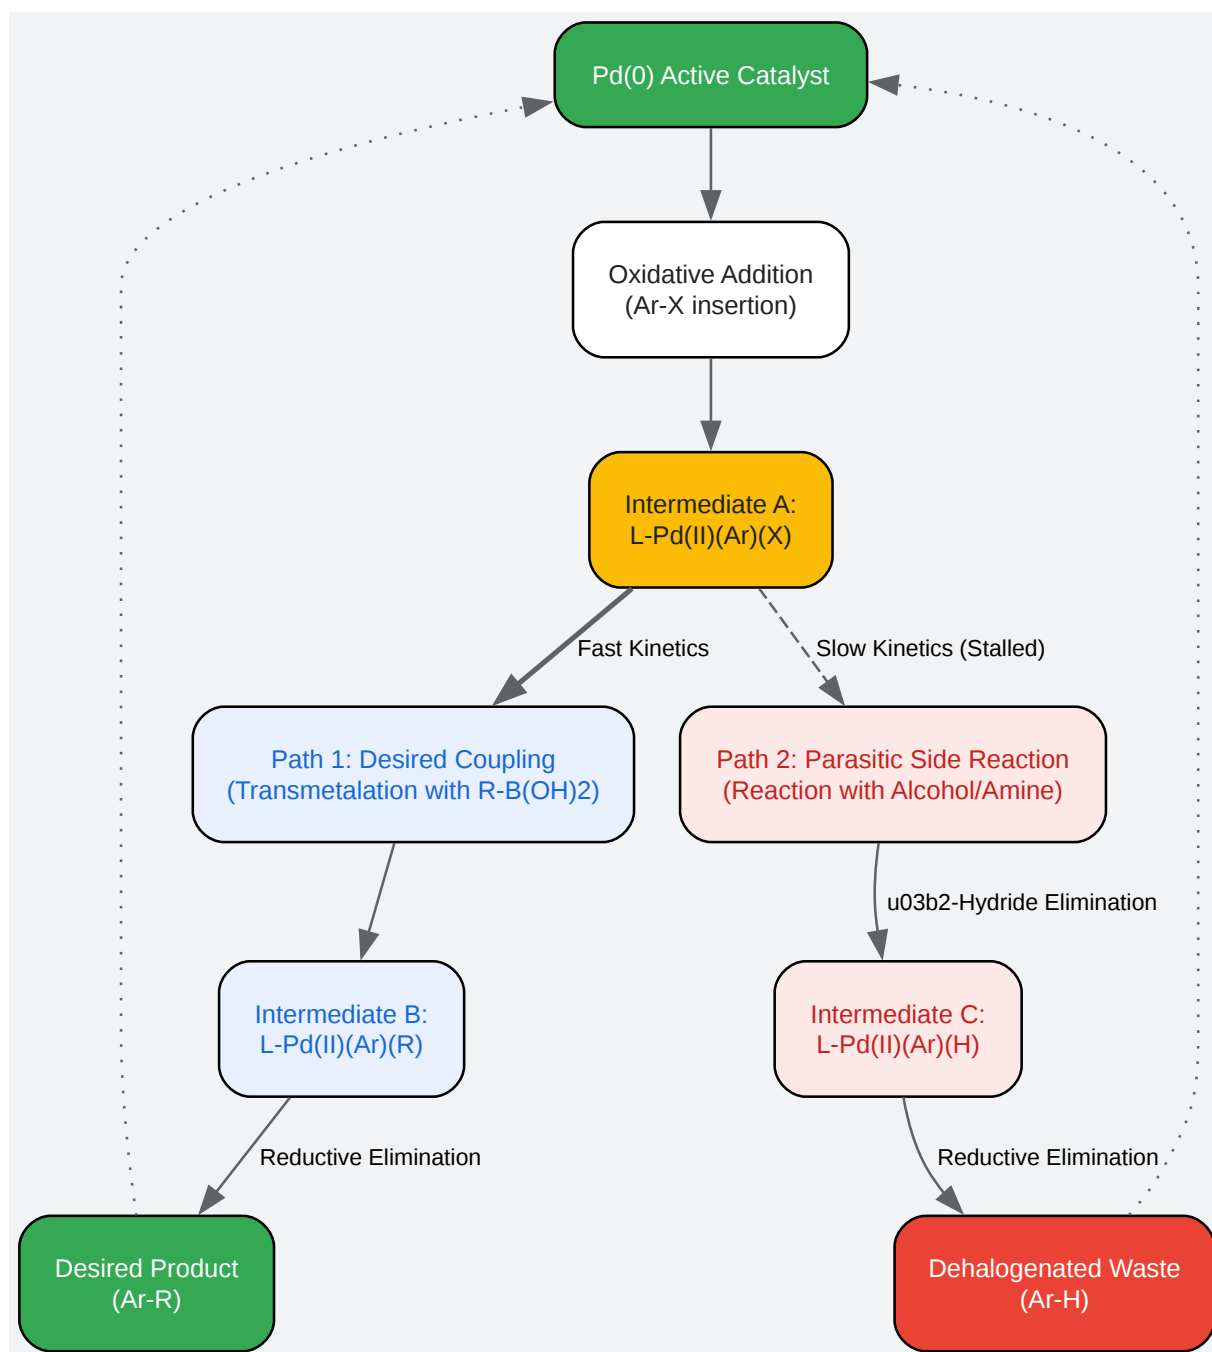 Pd(0) Active Catalyst
Oxidative Addition
(Ar-X insertion)
Intermediate A:
L-Pd(II)(Ar)(X)
Fast Kinetics
Slow Kinetics (Stalled)
Path 1: Desired Coupling
(Transmetalation with R-B(OH)2)
Path 2: Parasitic Side Reaction
(Reaction with Alcohol/Amine)
u03b2-Hydride Elimination
Intermediate B:
L-Pd(II)(Ar)(R)
Intermediate C:
L-Pd(II)(Ar)(H)
Reductive Elimination
Reductive Elimination
Desired Product
(Ar-R)
Dehalogenated Waste
(Ar-H)